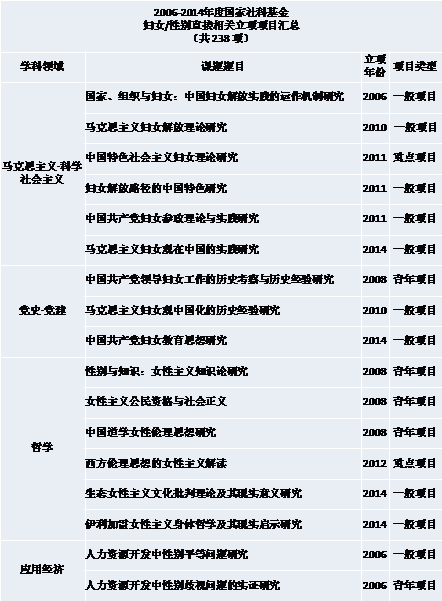 2006-2014年度国家社科基金
妇女/性别直接相关立项项目汇总
（共238项）
学科领域 课题题目 立项年份 项目类型
马克思主义·科学社会主义
国家、组织与妇女：中国妇女解放实践的运作机制研究 2006 一般项目
马克思主义妇女解放理论研究 2010 一般项目
中国特色社会主义妇女理论研究 2011 重点项目
妇女解放路径的中国特色研究 2011 一般项目
中国共产党妇女参政理论与实践研究 2011 一般项目
马克思主义妇女观在中国的实践研究 2014 一般项目
党史·党建
中国共产党领导妇女工作的历史考察与历史经验研究 2008 青年项目
马克思主义妇女观中国化的历史经验研究 2010 一般项目
中国共产党妇女教育思想研究 2014 一般项目
哲学
性别与知识：女性主义知识论研究 2008 青年项目
女性主义公民资格与社会正义 2008 青年项目
中国道学女性伦理思想研究 2008 青年项目
西方伦理思想的女性主义解读 2012 重点项目
生态女性主义文化批判理论及其现实意义研究 2014 一般项目
伊利加雷女性主义身体哲学及其现实启示研究 2014 一般项目
应用经济
人力资源开发中性别平等问题研究 2006 一般项目
人力资源开发中性别歧视问题的实证研究 2006 青年项目